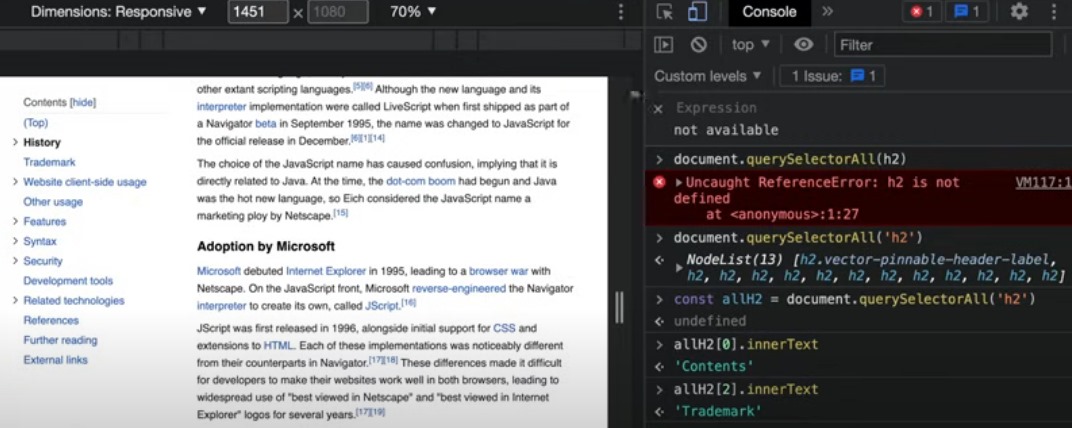 Dimensions: Responsive ▼ 1451 × 1080 70% ▼
Console » 1 1
top ▼ Filter
Custom levels ▼ 1 Issue: 1
× Expression
not available
> document.querySelectorAll(h2)
▶Uncaught ReferenceError: h2 is not VM117:1
defined
at <anonymous>:1:27
> document.querySelectorAll('h2')
NodeList(13) [h2.vector-pinnable-header-label,
h2, h2, h2, h2, h2, h2, h2, h2, h2, h2, h2, h2]
> const allH2 = document.querySelectorAll('h2')
undefined
> allH2[0].innerText
'Contents'
> allH2[2].innerText
'Trademark'
Contents [hide]
(Top)
> History
Trademark
> Website client-side usage
Other usage
> Features
> Syntax
> Security
Development tools
> Related technologies
References
Further reading
External links
other extant scripting languages.[5][6] Although the new language and its
interpreter implementation were called LiveScript when first shipped as part of
a Navigator beta in September 1995, the name was changed to JavaScript for
the official release in December.[6][1][14]
The choice of the JavaScript name has caused confusion, implying that it is
directly related to Java. At the time, the dot-com boom had begun and Java
was the hot new language, so Eich considered the JavaScript name a
marketing ploy by Netscape.[15]
Adoption by Microsoft
Microsoft debuted Internet Explorer in 1995, leading to a browser war with
Netscape. On the JavaScript front, Microsoft reverse-engineered the Navigator
interpreter to create its own, called JScript.[16]
JScript was first released in 1996, alongside initial support for CSS and
extensions to HTML. Each of these implementations was noticeably different
from their counterparts in Navigator.[17][18] These differences made it difficult
for developers to make their websites work well in both browsers, leading to
widespread use of "best viewed in Netscape" and "best viewed in Internet
Explorer" logos for several years.[17][19]